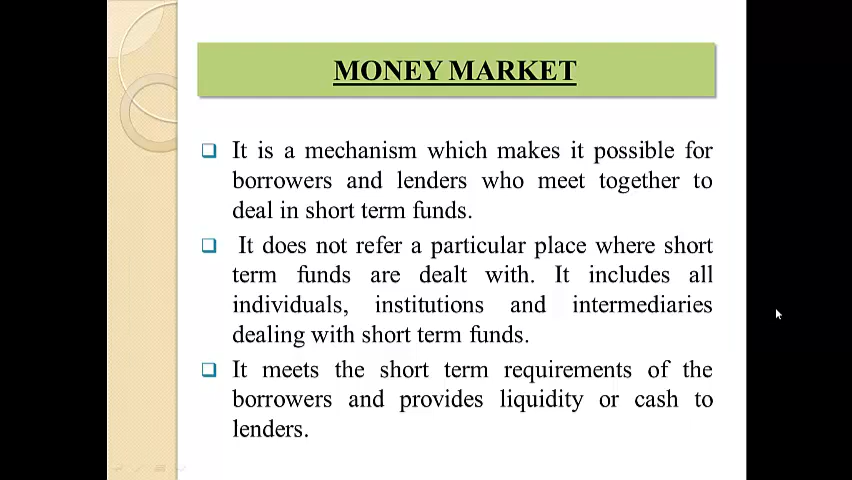 MONEY MARKET
It is a mechanism which makes it possible for
borrowers and lenders who meet together to
deal in short term funds.
It does not refer a particular place where short
term funds are dealt with. It includes all
individuals, institutions and intermediaries
dealing with short term funds.
It meets the short term requirements of the
borrowers and provides liquidity or cash to
lenders.